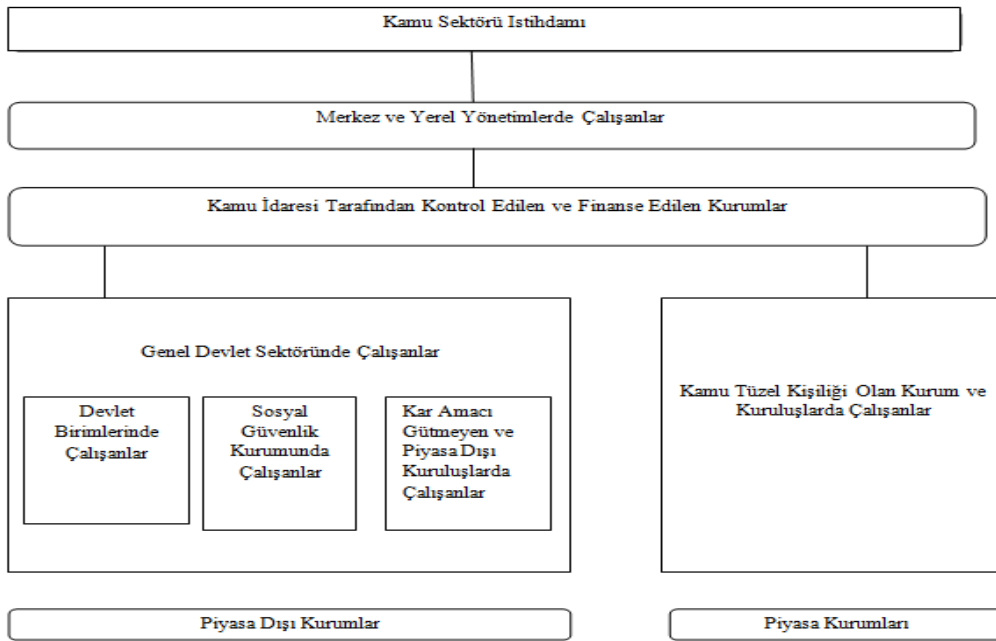 Kamu Sektörü Istihdamı
Merkez ve Yerel Yönetimlerde Çalışanlar
Kamu İdaresi Tarafından Kontrol Edilen ve Finanse Edilen Kurumlar
Genel Devlet Sektöründe Çalışanlar
Devlet
Birimlerinde
Çalışanlar
Sosyal
Güvenlik
Kurumunda
Çalışanlar
Kar Amacı
Gütmeyen ve
Piyasa Dışı
Kuruluşlarda
Çalışanlar
Kamu Tüzel Kişiliği Olan Kurum ve
Kuruluşlarda Çalışanlar
Piyasa Dışı Kurumlar
Piyasa Kurumları